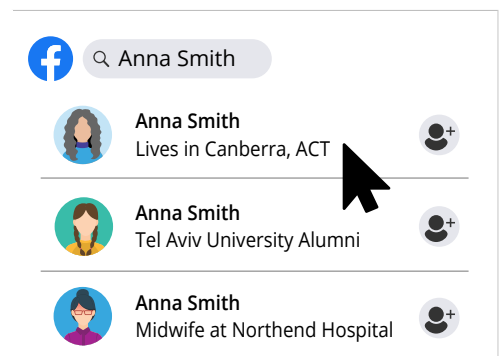 Anna Smith
Anna Smith
Lives in Canberra, ACT
Anna Smith
Tel Aviv University Alumni
Anna Smith
Midwife at Northend Hospital